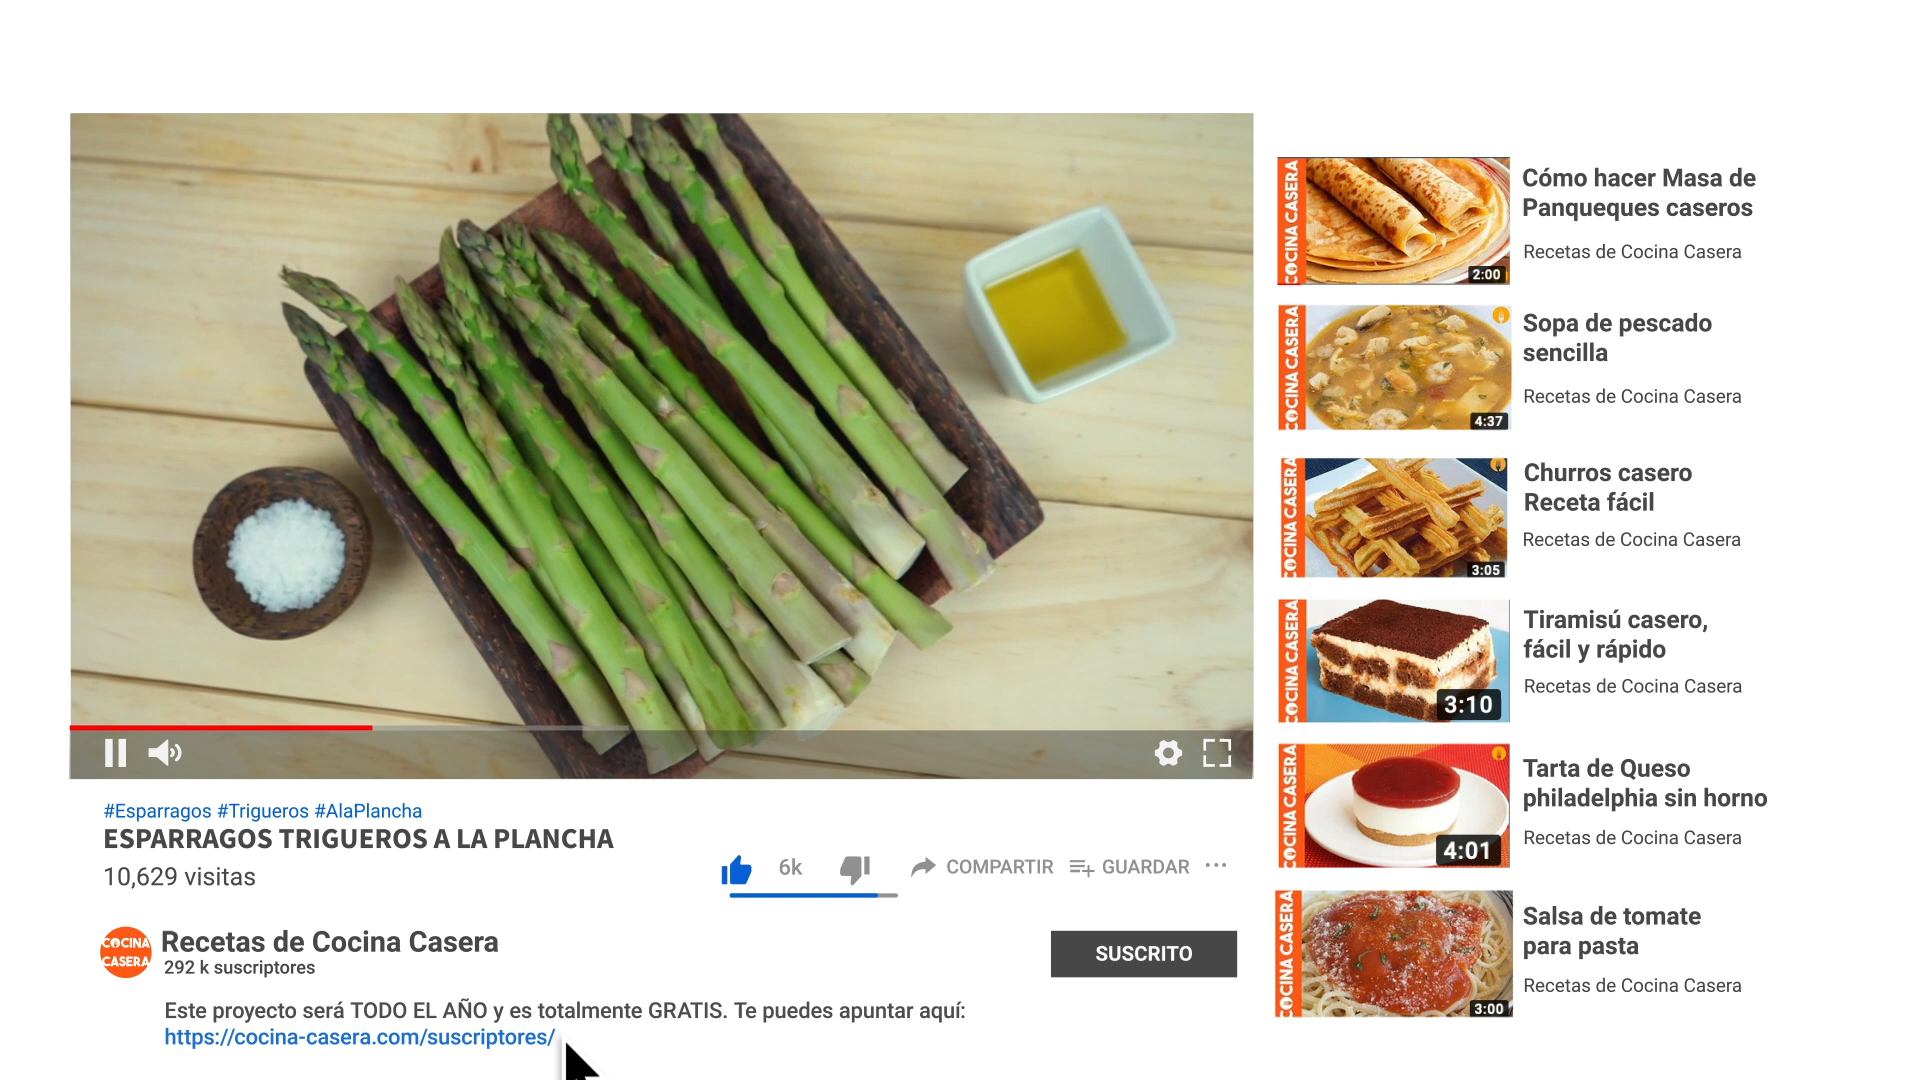 #Esparragos #Trigueros #AlaPlancha
ESPARRAGOS TRIGUEROS A LA PLANCHA
10,629 visitas
6k
COMPARTIR
GUARDAR
COCINA
CASERA
Recetas de Cocina Casera
292 k suscriptores
SUSCRITO
Este proyecto será TODO EL AÑO y es totalmente GRATIS. Te puedes apuntar aquí:
https://cocina-casera.com/suscriptores/
COCINA CASERA
2:00
Cómo hacer Masa de
Panqueques caseros
Recetas de Cocina Casera
COCINA CASERA
4:37
Sopa de pescado
sencilla
Recetas de Cocina Casera
COCINA CASERA
3:05
Churros casero
Receta fácil
Recetas de Cocina Casera
COCINA CASERA
3:10
Tiramisú casero,
fácil y rápido
Recetas de Cocina Casera
COCINA CASERA
4:01
Tarta de Queso
philadelphia sin horno
Recetas de Cocina Casera
COCINA CASERA
3:00
Salsa de tomate
para pasta
Recetas de Cocina Casera